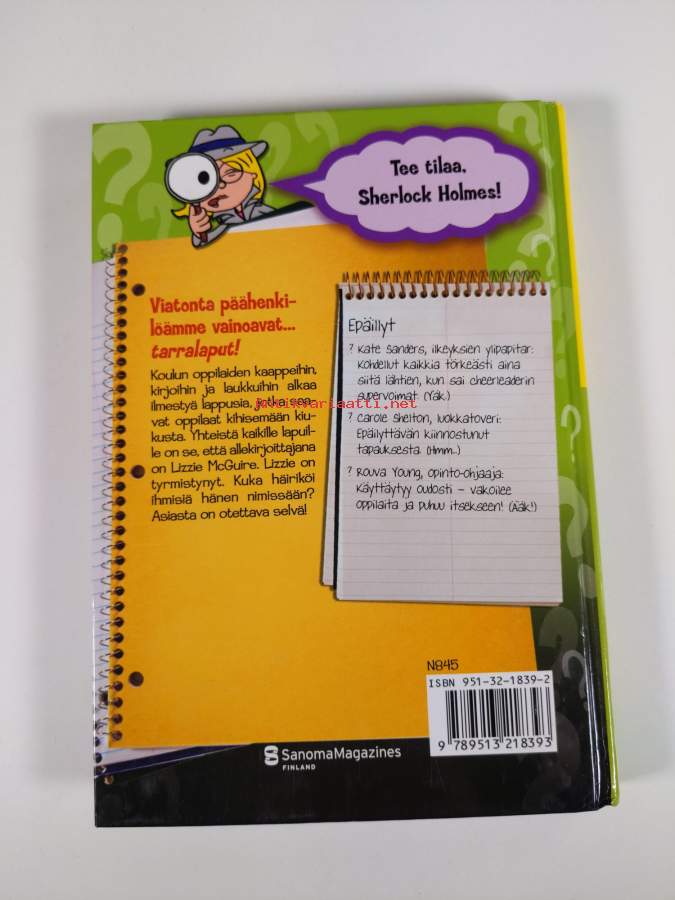 Tee tilaa,
Sherlock Holmes!
Viatonta päähenki-
löämme vainoavat...
tarralaput!
Koulun oppilaiden kaappeihin,
kirjoihin ja laukkuihin alkaa
ilmestyä lappusia, jotka saa-
vat oppilaat kihisemään kiu-
kusta. Yhteistä kaikille lapuil-
le on se, että allekirjoittajana
on Lizzie McGuire. Lizzie on
tyrmistynyt. Kuka häiriköi
ihmisiä hänen nimissään?
Asiasta on otettava selvä!
Epäillyt
? Kate Sanders, ilkeyksien ylipapitar:
Kohdellut kaikkia törkeästi aina
siitä lähtien, kun sai cheerleaderin
supervoimat. (Yäk.)
? Carole Shelton, luokkatoveri:
Epäilyttävän kiinnostunut
tapauksesta. (Hmm...)
? Rouva Young, opinto-ohjaaja:
Käyttäytyy oudosti – vakoilee
oppilaita ja puhuu itsekseen! (Ääk!)
antikvariaatti.net
N845
ISBN 951-32-1839-2
9 789513 218393
SanomaMagazines
FINLAND